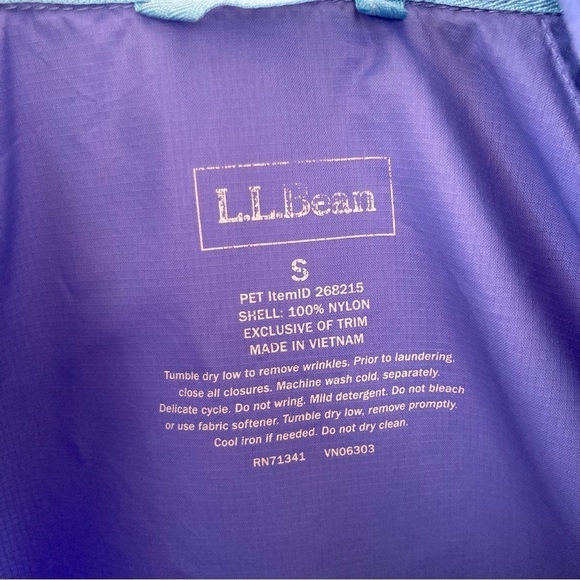 L.L.Bean
S
PET ItemID 268215
SHELL: 100% NYLON
EXCLUSIVE OF TRIM
MADE IN VIETNAM
Tumble dry low to remove wrinkles. Prior to laundering,
close all closures. Machine wash cold, separately.
Delicate cycle. Do not wring. Mild detergent. Do not bleach
or use fabric softener. Tumble dry low, remove promptly.
Cool iron if needed. Do not dry clean.
RN71341 VN06303